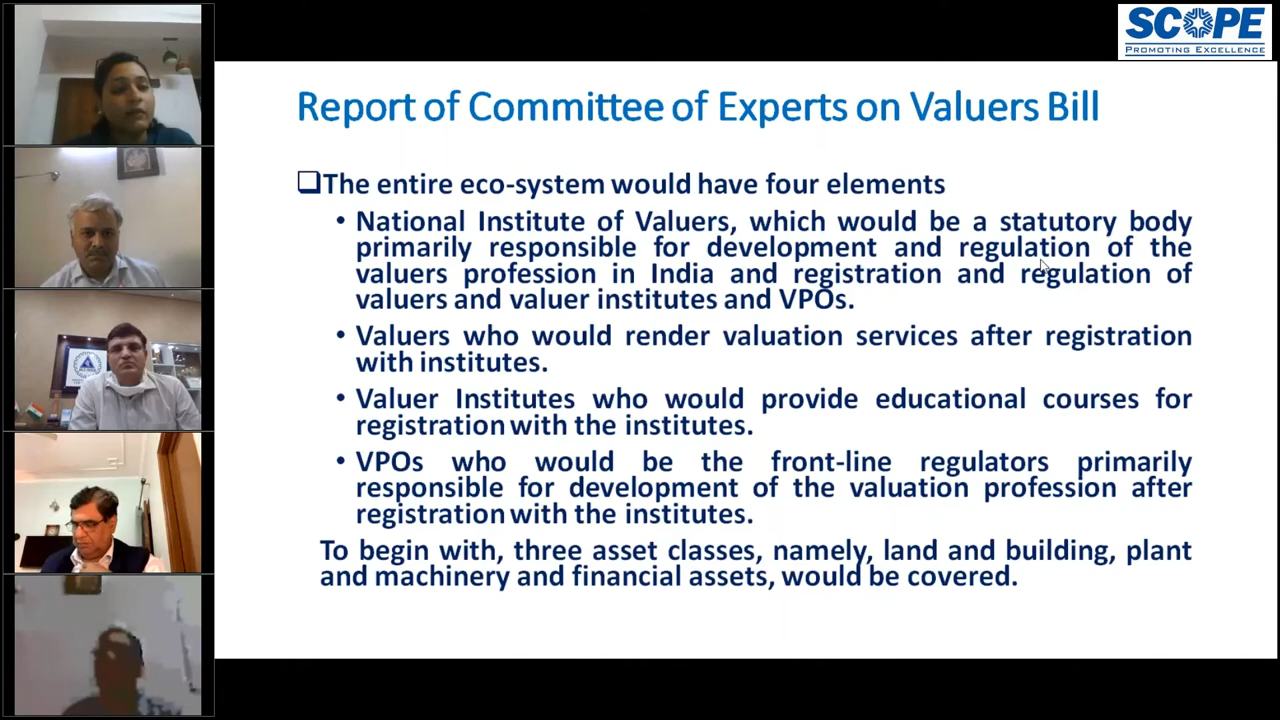 SCOPE
PROMOTING EXCELLENCE
Report of Committee of Experts on Valuers Bill
❑The entire eco-system would have four elements
• National Institute of Valuers, which would be a statutory body
primarily responsible for development and regulation of the
valuers profession in India and registration and regulation of
valuers and valuer institutes and VPOs.
• Valuers who would render valuation services after registration
with institutes.
• Valuer Institutes who would provide educational courses for
registration with the institutes.
• VPOs who would be the front-line regulators primarily
responsible for development of the valuation profession after
registration with the institutes.
To begin with, three asset classes, namely, land and building, plant
and machinery and financial assets, would be covered.